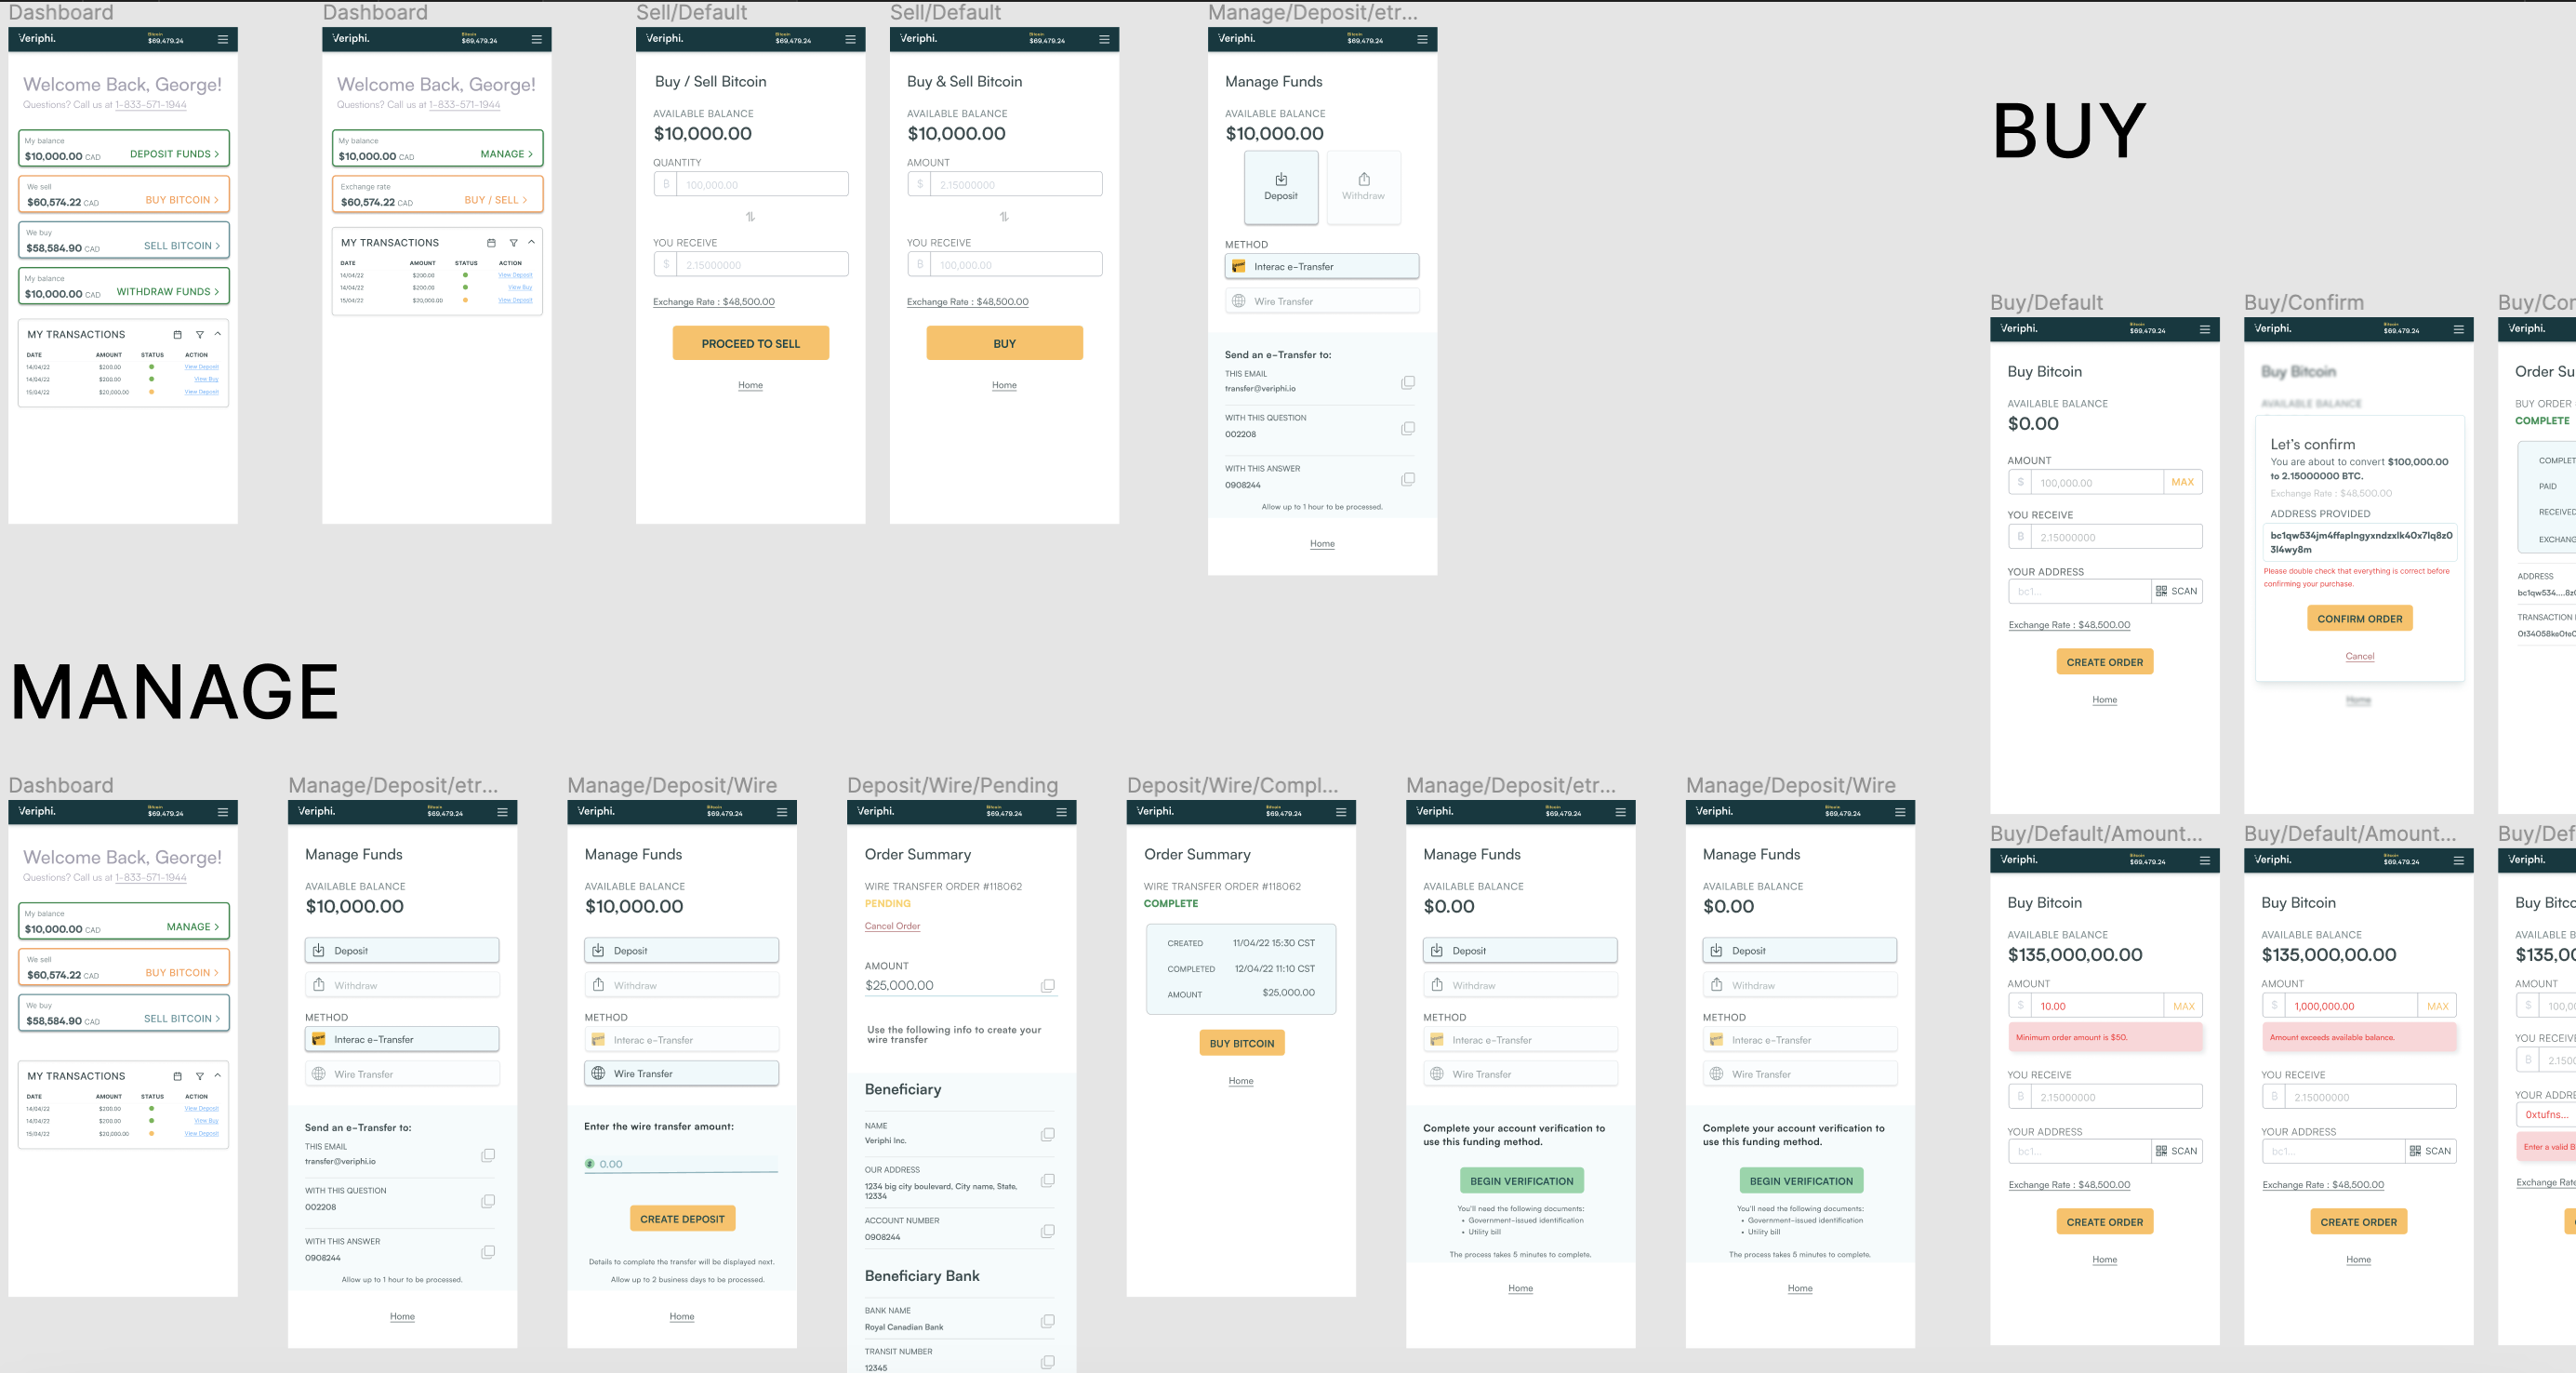 Dashboard
Veriphi.
Bitcoin
$69,479.24
Welcome Back, George!
Questions? Call us at 1-833-571-1944
My balance
$10,000.00 CAD DEPOSIT FUNDS >
We sell
$60,574.22 CAD BUY BITCOIN >
We buy
$58,584.90 CAD SELL BITCOIN >
My balance
$10,000.00 CAD WITHDRAW FUNDS >
MY TRANSACTIONS
DATE AMOUNT STATUS ACTION
14/04/22 $200.00 View Deposit
14/04/22 $200.00 View Buy
15/04/22 $20,000.00 View Deposit
Dashboard
Veriphi.
Bitcoin
$69,479.24
Welcome Back, George!
Questions? Call us at 1-833-571-1944
My balance
$10,000.00 CAD MANAGE >
Exchange rate
$60,574.22 CAD BUY / SELL >
MY TRANSACTIONS
DATE AMOUNT STATUS ACTION
14/04/22 $200.00 View Deposit
14/04/22 $200.00 View Buy
15/04/22 $20,000.00 View Deposit
Sell/Default
Veriphi.
Bitcoin
$69,479.24
Buy / Sell Bitcoin
AVAILABLE BALANCE
$10,000.00
QUANTITY
B 100,000.00
YOU RECEIVE
$ 2.15000000
Exchange Rate : $48,500.00
PROCEED TO SELL
Home
Sell/Default
Veriphi.
Bitcoin
$69,479.24
Buy & Sell Bitcoin
AVAILABLE BALANCE
$10,000.00
AMOUNT
$ 2.15000000
YOU RECEIVE
B 100,000.00
Exchange Rate : $48,500.00
BUY
Home
Manage/Deposit/etr...
Veriphi.
Bitcoin
$69,479.24
Manage Funds
AVAILABLE BALANCE
$10,000.00
Deposit Withdraw
METHOD
Interac e-Transfer
Wire Transfer
Send an e-Transfer to:
THIS EMAIL
transfer@veriphi.io
WITH THIS QUESTION
002208
WITH THIS ANSWER
0908244
Allow up to 1 hour to be processed.
Home
MANAGE
Dashboard
Veriphi.
Bitcoin
$69,479.24
Welcome Back, George!
Questions? Call us at 1-833-571-1944
My balance
$10,000.00 CAD MANAGE >
We sell
$60,574.22 CAD BUY BITCOIN >
We buy
$58,584.90 CAD SELL BITCOIN >
MY TRANSACTIONS
DATE AMOUNT STATUS ACTION
14/04/22 $200.00 View Deposit
14/04/22 $200.00 View Buy
15/04/22 $20,000.00 View Deposit
Manage/Deposit/etr...
Veriphi.
Bitcoin
$69,479.24
Manage Funds
AVAILABLE BALANCE
$10,000.00
Deposit
Withdraw
METHOD
Interac e-Transfer
Wire Transfer
Send an e-Transfer to:
THIS EMAIL
transfer@veriphi.io
WITH THIS QUESTION
002208
WITH THIS ANSWER
0908244
Allow up to 1 hour to be processed.
Home
Manage/Deposit/Wire
Veriphi.
Bitcoin
$69,479.24
Manage Funds
AVAILABLE BALANCE
$10,000.00
Deposit
Withdraw
METHOD
Interac e-Transfer
Wire Transfer
Enter the wire transfer amount:
0.00
CREATE DEPOSIT
Details to complete the transfer will be displayed next.
Allow up to 2 business days to be processed.
Home
Deposit/Wire/Pending
Veriphi.
Bitcoin
$69,479.24
Order Summary
WIRE TRANSFER ORDER #118062
PENDING
Cancel Order
AMOUNT
$25,000.00
Use the following info to create your
wire transfer
Beneficiary
NAME
Veriphi Inc.
OUR ADDRESS
1234 big city boulevard, City name, State,
12334
ACCOUNT NUMBER
0908244
Beneficiary Bank
BANK NAME
Royal Canadian Bank
TRANSIT NUMBER
12345
Deposit/Wire/Compl...
Veriphi.
Bitcoin
$69,479.24
Order Summary
WIRE TRANSFER ORDER #118062
COMPLETE
CREATED 11/04/22 15:30 CST
COMPLETED 12/04/22 11:10 CST
AMOUNT $25,000.00
BUY BITCOIN
Home
Manage/Deposit/etr...
Veriphi.
Bitcoin
$69,479.24
Manage Funds
AVAILABLE BALANCE
$0.00
Deposit
Withdraw
METHOD
Interac e-Transfer
Wire Transfer
Complete your account verification to
use this funding method.
BEGIN VERIFICATION
You'll need the following documents:
• Government-issued identification
• Utility bill
The process takes 5 minutes to complete.
Home
Manage/Deposit/Wire
Veriphi.
Bitcoin
$69,479.24
Manage Funds
AVAILABLE BALANCE
$0.00
Deposit
Withdraw
METHOD
Interac e-Transfer
Wire Transfer
Complete your account verification to
use this funding method.
BEGIN VERIFICATION
You'll need the following documents:
• Government-issued identification
• Utility bill
The process takes 5 minutes to complete.
Home
BUY
Buy/Default
Veriphi.
Bitcoin
$69,479.24
Buy Bitcoin
AVAILABLE BALANCE
$0.00
AMOUNT
$ 100,000.00 MAX
YOU RECEIVE
B 2.15000000
YOUR ADDRESS
bc1... SCAN
Exchange Rate : $48,500.00
CREATE ORDER
Home
Buy/Confirm
Veriphi.
Bitcoin
$69,479.24
Buy Bitcoin
AVAILABLE BALANCE
Let's confirm
You are about to convert $100,000.00
to 2.15000000 BTC.
Exchange Rate : $48,500.00
ADDRESS PROVIDED
bc1qw534jm4ffaplngyxndzxlk40x7lq8z0
3l4wy8m
Please double check that everything is correct before
confirming your purchase.
CONFIRM ORDER
Cancel
Home
Buy/Con
Veriphi.
Order Su
BUY ORDER
COMPLETE
COMPLET
PAID
RECEIVED
EXCHANG
ADDRESS
bc1qw534....8z
TRANSACTION
Buy/Default/Amount...
Veriphi.
Bitcoin
$69,479.24
Buy Bitcoin
AVAILABLE BALANCE
$135,000,00.00
AMOUNT
$ 10.00 MAX
Minimum order amount is $50.
YOU RECEIVE
B 2.15000000
YOUR ADDRESS
bc1... SCAN
Exchange Rate : $48,500.00
CREATE ORDER
Home
Buy/Default/Amount...
Veriphi.
Bitcoin
$69,479.24
Buy Bitcoin
AVAILABLE BALANCE
$135,000,00.00
AMOUNT
$ 1,000,000.00 MAX
Amount exceeds available balance.
YOU RECEIVE
B 2.15000000
YOUR ADDRESS
bc1... SCAN
Exchange Rate : $48,500.00
CREATE ORDER
Home
Buy/Def
Veriphi.
Buy Bitco
AVAILABLE B
$135,0
AMOUNT
$ 100,0
YOU RECEIVE
B 2.150
YOUR ADDRE
0xtufns...
Enter a valid B
Exchange Rate